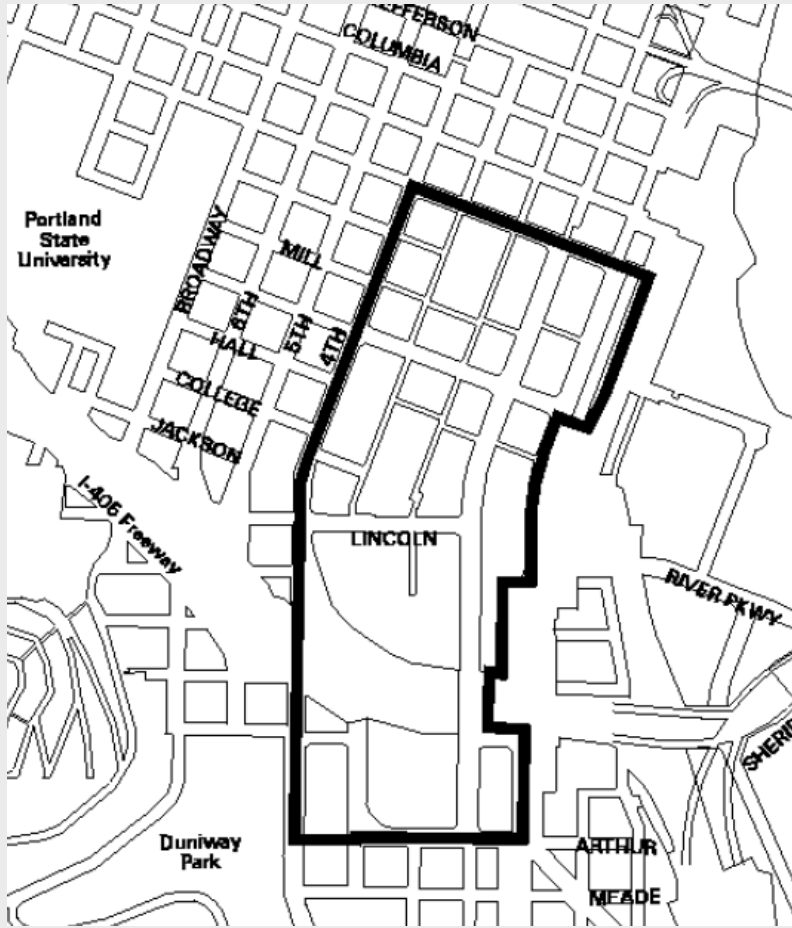 JEFFERSON
COLUMBIA
Portland
State
University
BROADWAY
MILL
6TH
5TH
4TH
HALL
COLLEGE
JACKSON
I-405 Freeway
LINCOLN
RIVER PKWY
SHERID
Duniway
Park
ARTHUR
MEADE